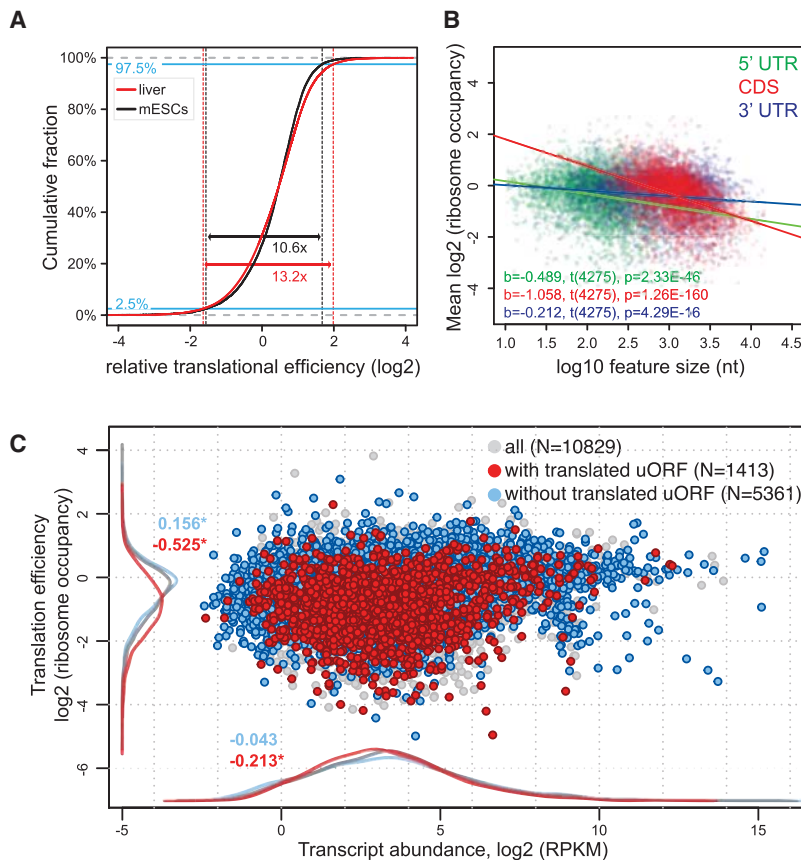 A
100%
97.5%
liver
mESCs
80%
60%
40%
20%
2.5%
0%
10.6x
13.2x
Cumulative fraction
-4 -2 0 2 4
relative translational efficiency (log2)
B
5' UTR
CDS
3' UTR
4
2
0
-2
-4
Mean log2 (ribosome occupancy)
b=-0.489, t(4275), p=2.33E-46
b=-1.058, t(4275), p=1.26E-160
b=-0.212, t(4275), p=4.29E-16
1.0 1.5 2.0 2.5 3.0 3.5 4.0 4.5
log10 feature size (nt)
C
all (N=10829)
with translated uORF (N=1413)
without translated uORF (N=5361)
4
2
0
-2
-4
-6
Translation efficiency
log2 (ribosome occupancy)
0.156*
-0.525*
-0.043
-0.213*
-5 0 5 10 15
Transcript abundance, log2 (RPKM)